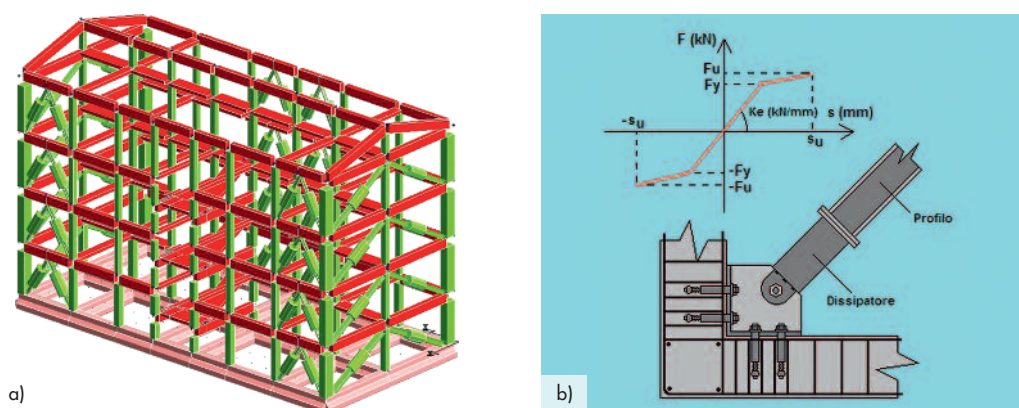 a)
F (kN)
Fu
Fy
Ke (kN/mm)
s (mm)
-su
su
-Fy
-Fu
Profilo
Dissipatore
b)